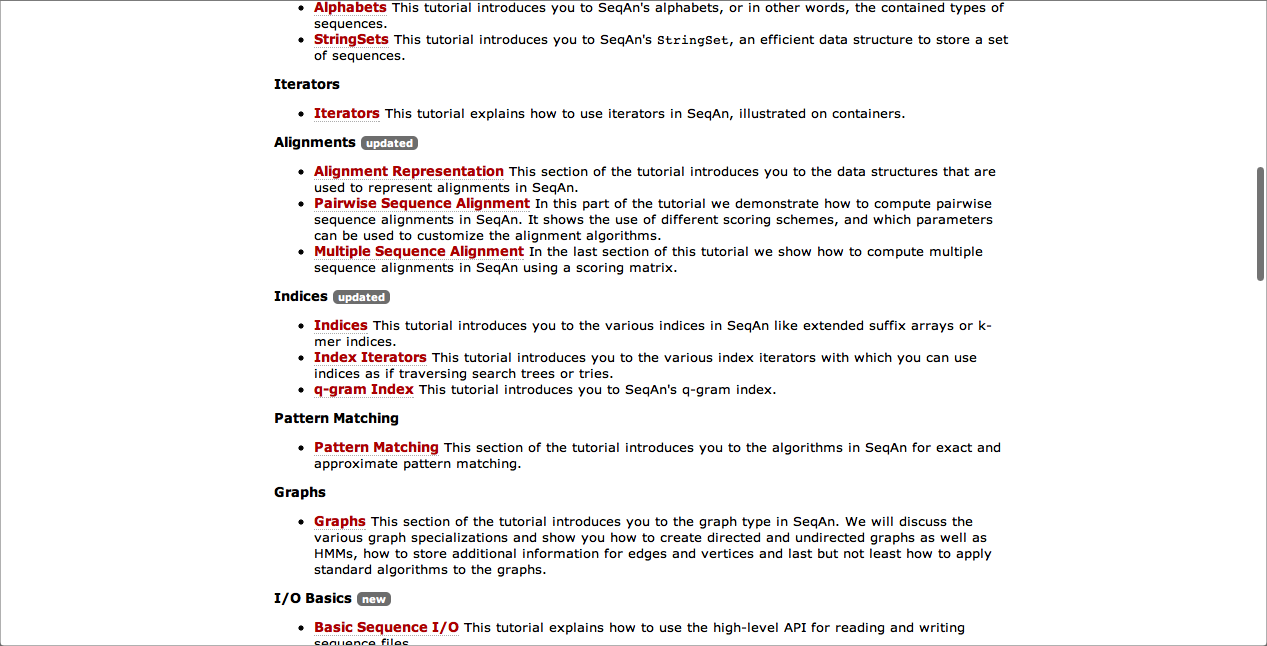 • Alphabets This tutorial introduces you to SeqAn's alphabets, or in other words, the contained types of
sequences.
• StringSets This tutorial introduces you to SeqAn's StringSet, an efficient data structure to store a set
of sequences.
Iterators
• Iterators This tutorial explains how to use iterators in SeqAn, illustrated on containers.
Alignments updated
• Alignment Representation This section of the tutorial introduces you to the data structures that are
used to represent alignments in SeqAn.
• Pairwise Sequence Alignment In this part of the tutorial we demonstrate how to compute pairwise
sequence alignments in SeqAn. It shows the use of different scoring schemes, and which parameters
can be used to customize the alignment algorithms.
• Multiple Sequence Alignment In the last section of this tutorial we show how to compute multiple
sequence alignments in SeqAn using a scoring matrix.
Indices updated
• Indices This tutorial introduces you to the various indices in SeqAn like extended suffix arrays or k-
mer indices.
• Index Iterators This tutorial introduces you to the various index iterators with which you can use
indices as if traversing search trees or tries.
• q-gram Index This tutorial introduces you to SeqAn's q-gram index.
Pattern Matching
• Pattern Matching This section of the tutorial introduces you to the algorithms in SeqAn for exact and
approximate pattern matching.
Graphs
• Graphs This section of the tutorial introduces you to the graph type in SeqAn. We will discuss the
various graph specializations and show you how to create directed and undirected graphs as well as
HMMs, how to store additional information for edges and vertices and last but not least how to apply
standard algorithms to the graphs.
I/O Basics new
• Basic Sequence I/O This tutorial explains how to use the high-level API for reading and writing
sequence files.